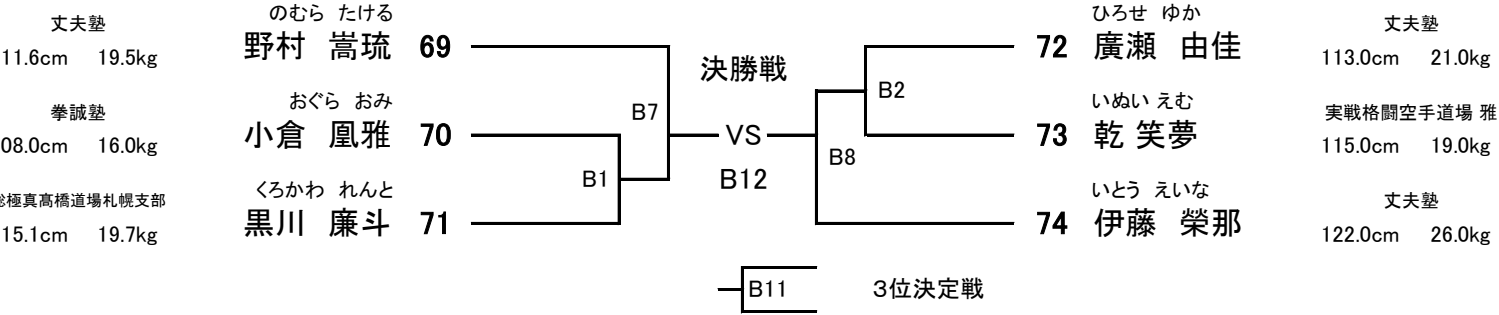 丈夫塾
11.6cm 19.5kg
のむら たける
野村 嵩琉 69
拳誠塾
08.0cm 16.0kg
おぐら おみ
小倉 凰雅 70
総極真髙橋道場札幌支部
15.1cm 19.7kg
くろかわ れんと
黒川 廉斗 71
B1
B7
決勝戦
VS
B12
B2
B8
ひろせ ゆか
72 廣瀬 由佳
丈夫塾
113.0cm 21.0kg
いぬい えむ
73 乾 笑夢
実戦格闘空手道場 雅
115.0cm 19.0kg
いとう えいな
74 伊藤 榮那
丈夫塾
122.0cm 26.0kg
B11 3位決定戦